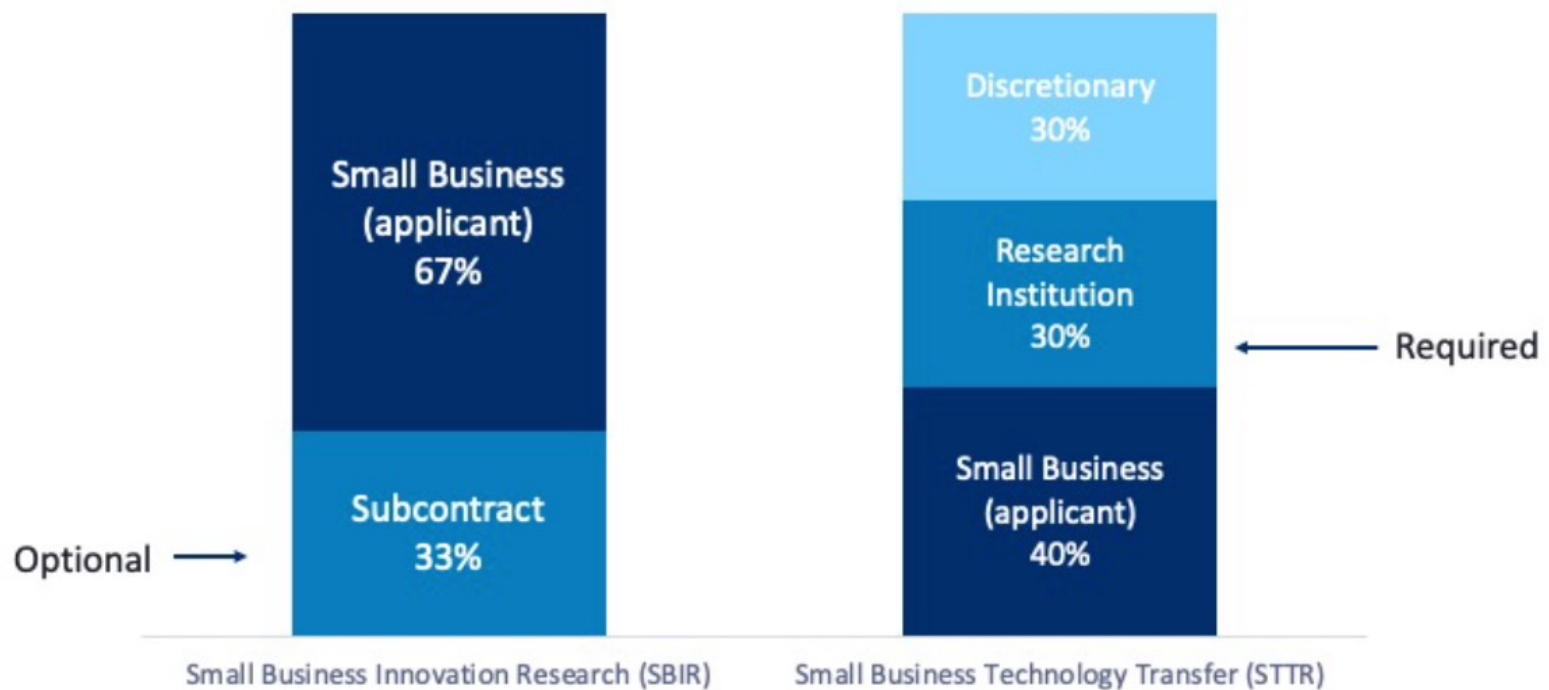 Small Business
(applicant)
67%
Subcontract
33%
Optional
Small Business Innovation Research (SBIR)
Discretionary
30%
Research
Institution
30%
Required
Small Business
(applicant)
40%
Small Business Technology Transfer (STTR)